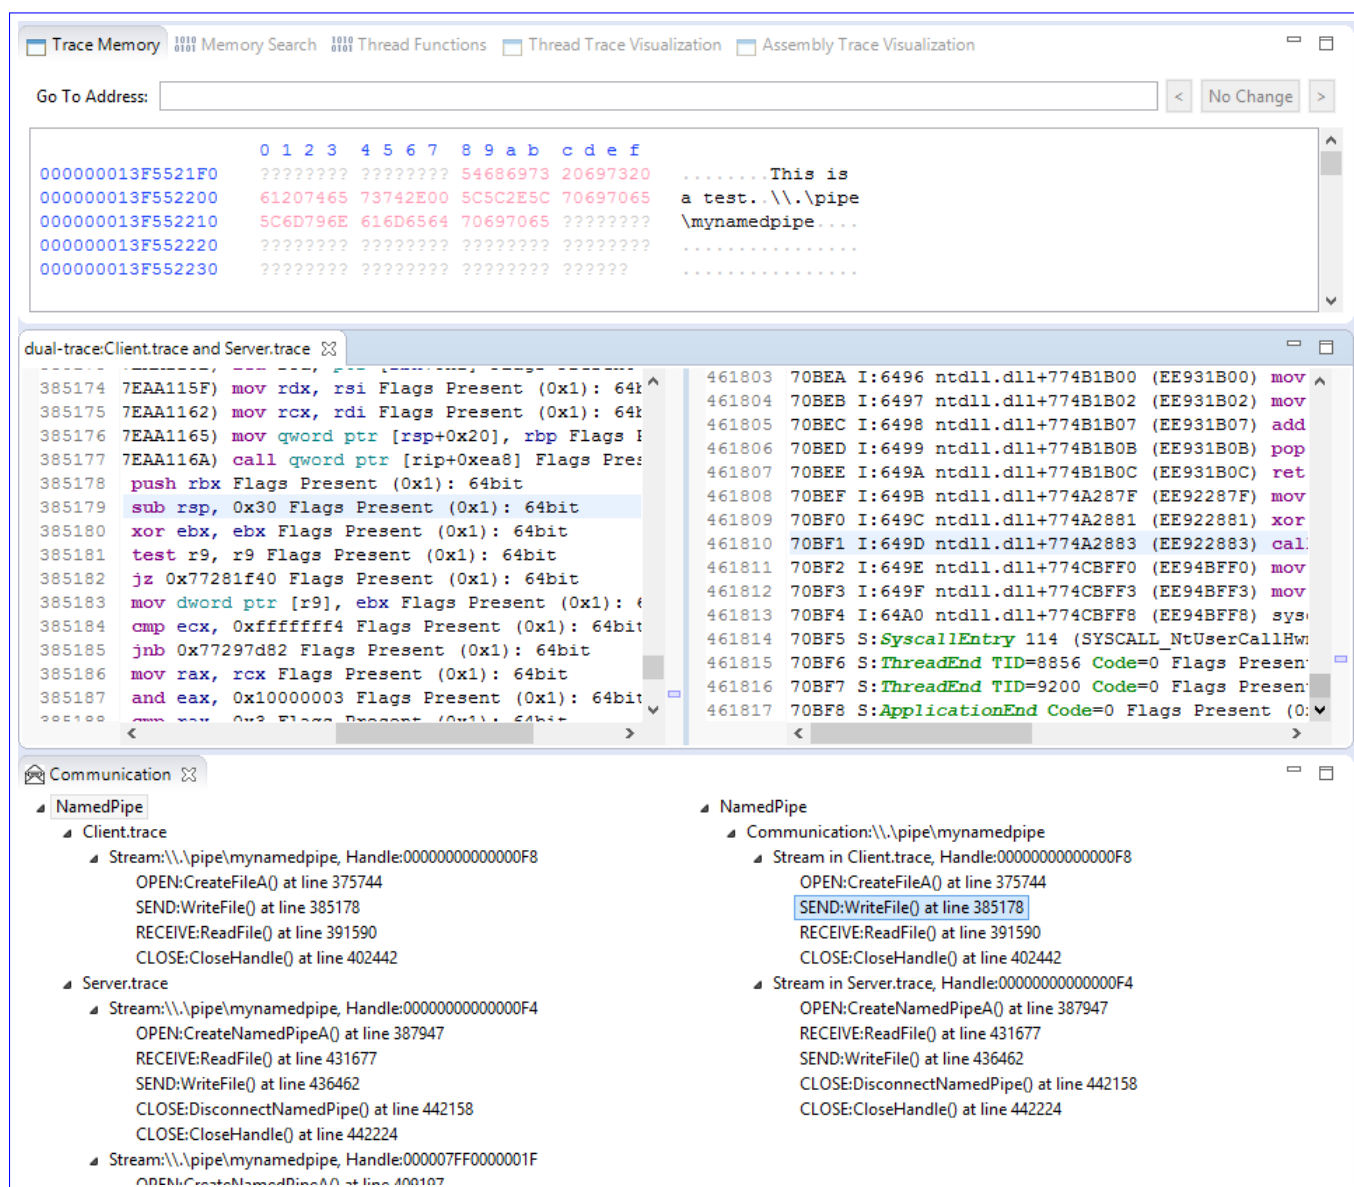 Trace Memory Memory Search Thread Functions Thread Trace Visualization Assembly Trace Visualization
Go To Address: < No Change >
0 1 2 3 4 5 6 7 8 9 a b c d e f
000000013F5521F0 ???????? ???????? 54686973 20697320 ........This is
000000013F552200 61207465 73742E00 5C5C2E5C 70697065 a test..\\.\pipe
000000013F552210 5C6D796E 616D6564 70697065 ???????? \mynamedpipe....
000000013F552220 ???????? ???????? ???????? ???????? ................
000000013F552230 ???????? ???????? ???????? ?????? ................
dual-trace:Client.trace and Server.trace
385174 7EAA115F) mov rdx, rsi Flags Present (0x1): 64b
385175 7EAA1162) mov rcx, rdi Flags Present (0x1): 64b
385176 7EAA1165) mov qword ptr [rsp+0x20], rbp Flags P
385177 7EAA116A) call qword ptr [rip+0xea8] Flags Pres
385178 push rbx Flags Present (0x1): 64bit
385179 sub rsp, 0x30 Flags Present (0x1): 64bit
385180 xor ebx, ebx Flags Present (0x1): 64bit
385181 test r9, r9 Flags Present (0x1): 64bit
385182 jz 0x77281f40 Flags Present (0x1): 64bit
385183 mov dword ptr [r9], ebx Flags Present (0x1): 6
385184 cmp ecx, 0xfffffff4 Flags Present (0x1): 64bit
385185 jnb 0x77297d82 Flags Present (0x1): 64bit
385186 mov rax, rcx Flags Present (0x1): 64bit
385187 and eax, 0x10000003 Flags Present (0x1): 64bit
385188 cmp rax, 0x3 Flags Present (0x1): 64bit
461803 70BEA I:6496 ntdll.dll+774B1B00 (EE931B00) mov
461804 70BEB I:6497 ntdll.dll+774B1B02 (EE931B02) mov
461805 70BEC I:6498 ntdll.dll+774B1B07 (EE931B07) add
461806 70BED I:6499 ntdll.dll+774B1B0B (EE931B0B) pop
461807 70BEE I:649A ntdll.dll+774B1B0C (EE931B0C) ret
461808 70BEF I:649B ntdll.dll+774A287F (EE92287F) mov
461809 70BF0 I:649C ntdll.dll+774A2881 (EE922881) xor
461810 70BF1 I:649D ntdll.dll+774A2883 (EE922883) cal
461811 70BF2 I:649E ntdll.dll+774CBFF0 (EE94BFF0) mov
461812 70BF3 I:649F ntdll.dll+774CBFF3 (EE94BFF3) mov
461813 70BF4 I:64A0 ntdll.dll+774CBFF8 (EE94BFF8) sys
461814 70BF5 S:SyscallEntry 114 (SYSCALL_NtUserCallHw
461815 70BF6 S:ThreadEnd TID=8856 Code=0 Flags Presen
461816 70BF7 S:ThreadEnd TID=9200 Code=0 Flags Presen
461817 70BF8 S:ApplicationEnd Code=0 Flags Present (0
Communication
NamedPipe
Client.trace
Stream:\\.\pipe\mynamedpipe, Handle:00000000000000F8
OPEN:CreateFileA() at line 375744
SEND:WriteFile() at line 385178
RECEIVE:ReadFile() at line 391590
CLOSE:CloseHandle() at line 402442
Server.trace
Stream:\\.\pipe\mynamedpipe, Handle:00000000000000F4
OPEN:CreateNamedPipeA() at line 387947
RECEIVE:ReadFile() at line 431677
SEND:WriteFile() at line 436462
CLOSE:DisconnectNamedPipe() at line 442158
CLOSE:CloseHandle() at line 442224
Stream:\\.\pipe\mynamedpipe, Handle:000007FF0000001F
OPEN:CreateNamedPipeA() at line 409197
NamedPipe
Communication:\\.\pipe\mynamedpipe
Stream in Client.trace, Handle:00000000000000F8
OPEN:CreateFileA() at line 375744
SEND:WriteFile() at line 385178
RECEIVE:ReadFile() at line 391590
CLOSE:CloseHandle() at line 402442
Stream in Server.trace, Handle:00000000000000F4
OPEN:CreateNamedPipeA() at line 387947
RECEIVE:ReadFile() at line 431677
SEND:WriteFile() at line 436462
CLOSE:DisconnectNamedPipe() at line 442158
CLOSE:CloseHandle() at line 442224